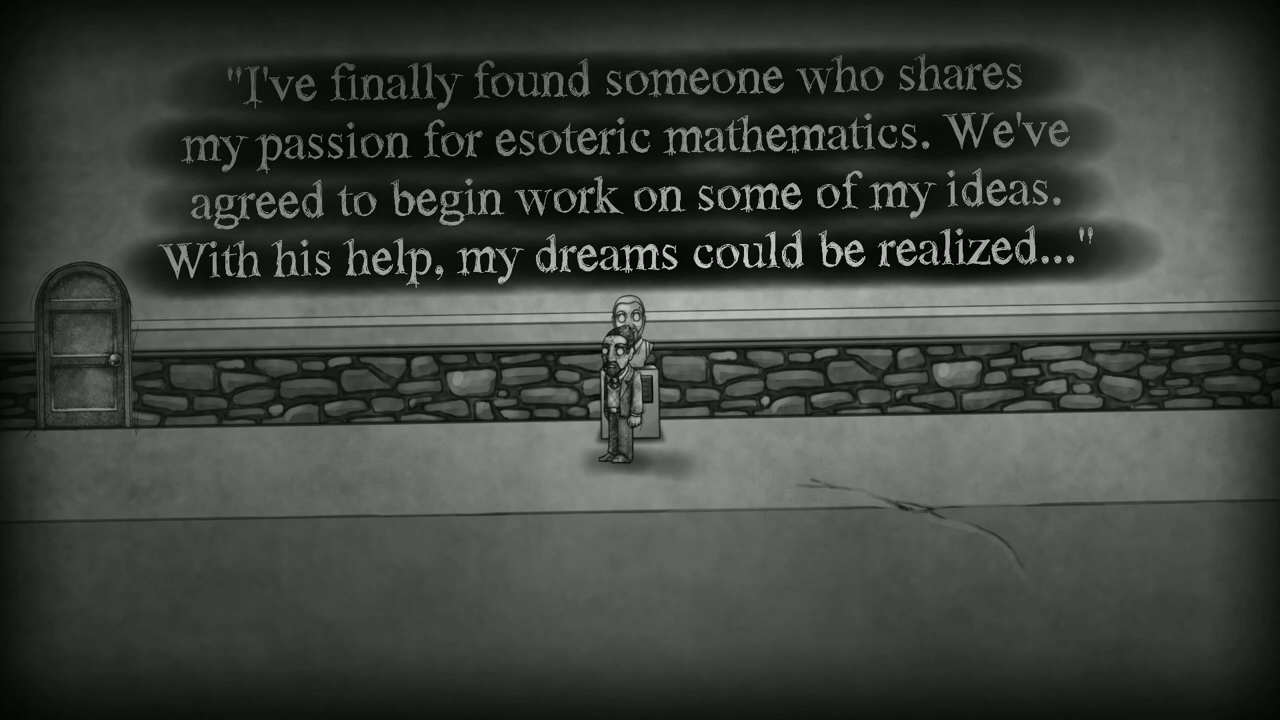 "I've finally found someone who shares
my passion for esoteric mathematics. We've
agreed to begin work on some of my ideas.
With his help, my dreams could be realized..."